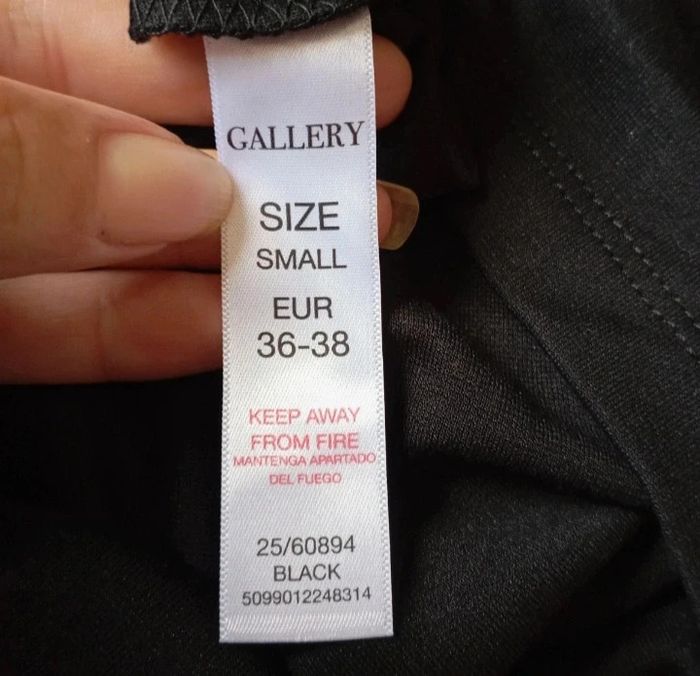 GALLERY
SIZE
SMALL
EUR
36-38
KEEP AWAY
FROM FIRE
MANTENGA APARTADO
DEL FUEGO
25/60894
BLACK
5099012248314